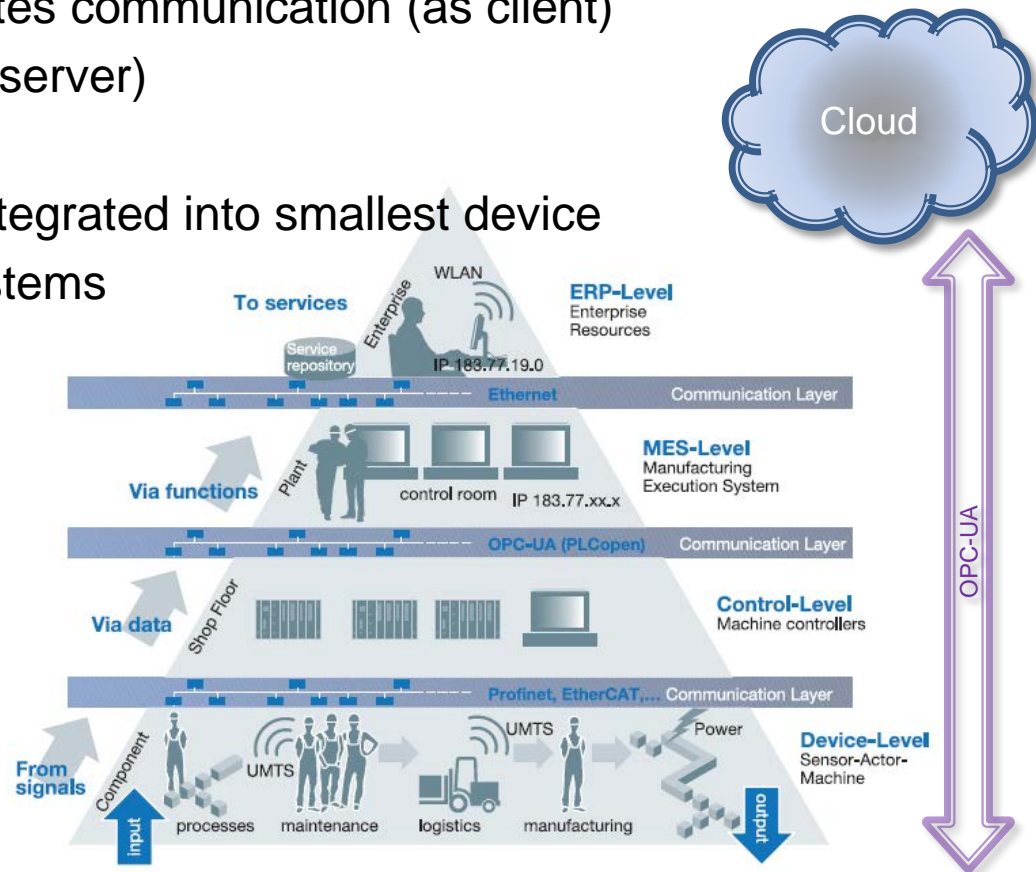 tes communication (as client)
server)
Cloud
tegrated into smallest device
stems
WLAN
To services
Enterprise
ERP-Level
Enterprise
Resources
Service
repository
IP 183.77.19.0
Ethernet
Communication Layer
Via functions
Plant
control room
IP 183.77.xx.x
MES-Level
Manufacturing
Execution System
OPC-UA (PLCopen)
Communication Layer
OPC-UA
Via data
Shop Floor
Control-Level
Machine controllers
Profinet, EtherCAT,...
Communication Layer
From
signals
Component
UMTS
UMTS
Power
Device-Level
Sensor-Actor-
Machine
input
processes
maintenance
logistics
manufacturing
output